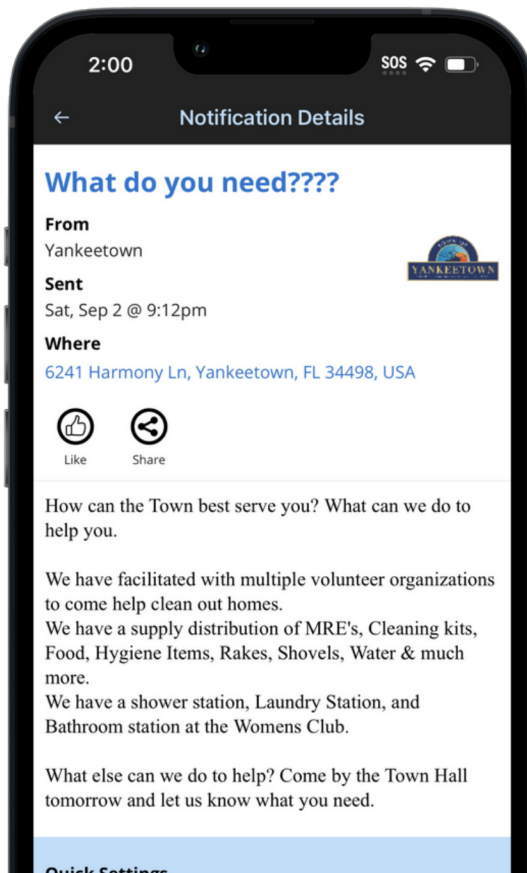 2:00
SOS
Notification Details
What do you need????
From
Yankeetown
TOWN OF
YANKEETOWN
Sent
Sat, Sep 2 @ 9:12pm
Where
6241 Harmony Ln, Yankeetown, FL 34498, USA
Like
Share
How can the Town best serve you? What can we do to
help you.
We have facilitated with multiple volunteer organizations
to come help clean out homes.
We have a supply distribution of MRE's, Cleaning kits,
Food, Hygiene Items, Rakes, Shovels, Water & much
more.
We have a shower station, Laundry Station, and
Bathroom station at the Womens Club.
What else can we do to help? Come by the Town Hall
tomorrow and let us know what you need.
Quick Settings